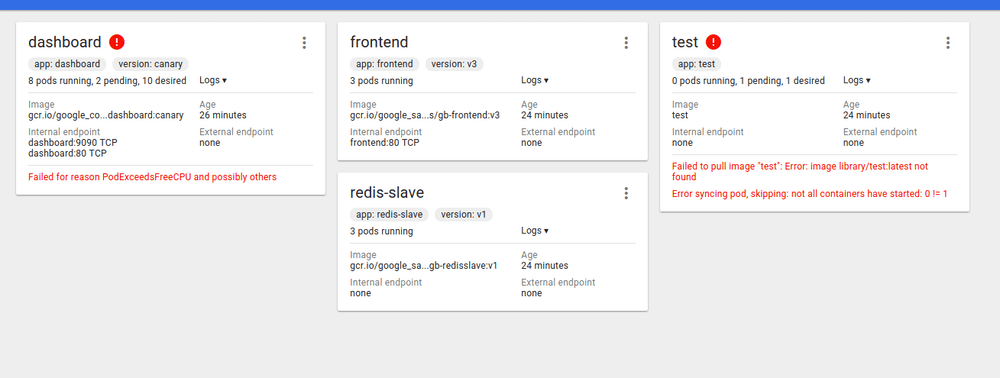 dashboard
app: dashboard version: canary
8 pods running, 2 pending, 10 desired Logs ▾
Image Age
gcr.io/google_co...dashboard:canary 26 minutes
Internal endpoint External endpoint
dashboard:9090 TCP none
dashboard:80 TCP
Failed for reason PodExceedsFreeCPU and possibly others
frontend
app: frontend version: v3
3 pods running Logs ▾
Image Age
gcr.io/google_sa...s/gb-frontend:v3 24 minutes
Internal endpoint External endpoint
frontend:80 TCP none
redis-slave
app: redis-slave version: v1
3 pods running Logs ▾
Image Age
gcr.io/google_sa...gb-redisslave:v1 24 minutes
Internal endpoint External endpoint
none none
test
app: test
0 pods running, 1 pending, 1 desired Logs ▾
Image Age
test 24 minutes
Internal endpoint External endpoint
none none
Failed to pull image "test": Error: image library/test:latest not
found
Error syncing pod, skipping: not all containers have started: 0 != 1